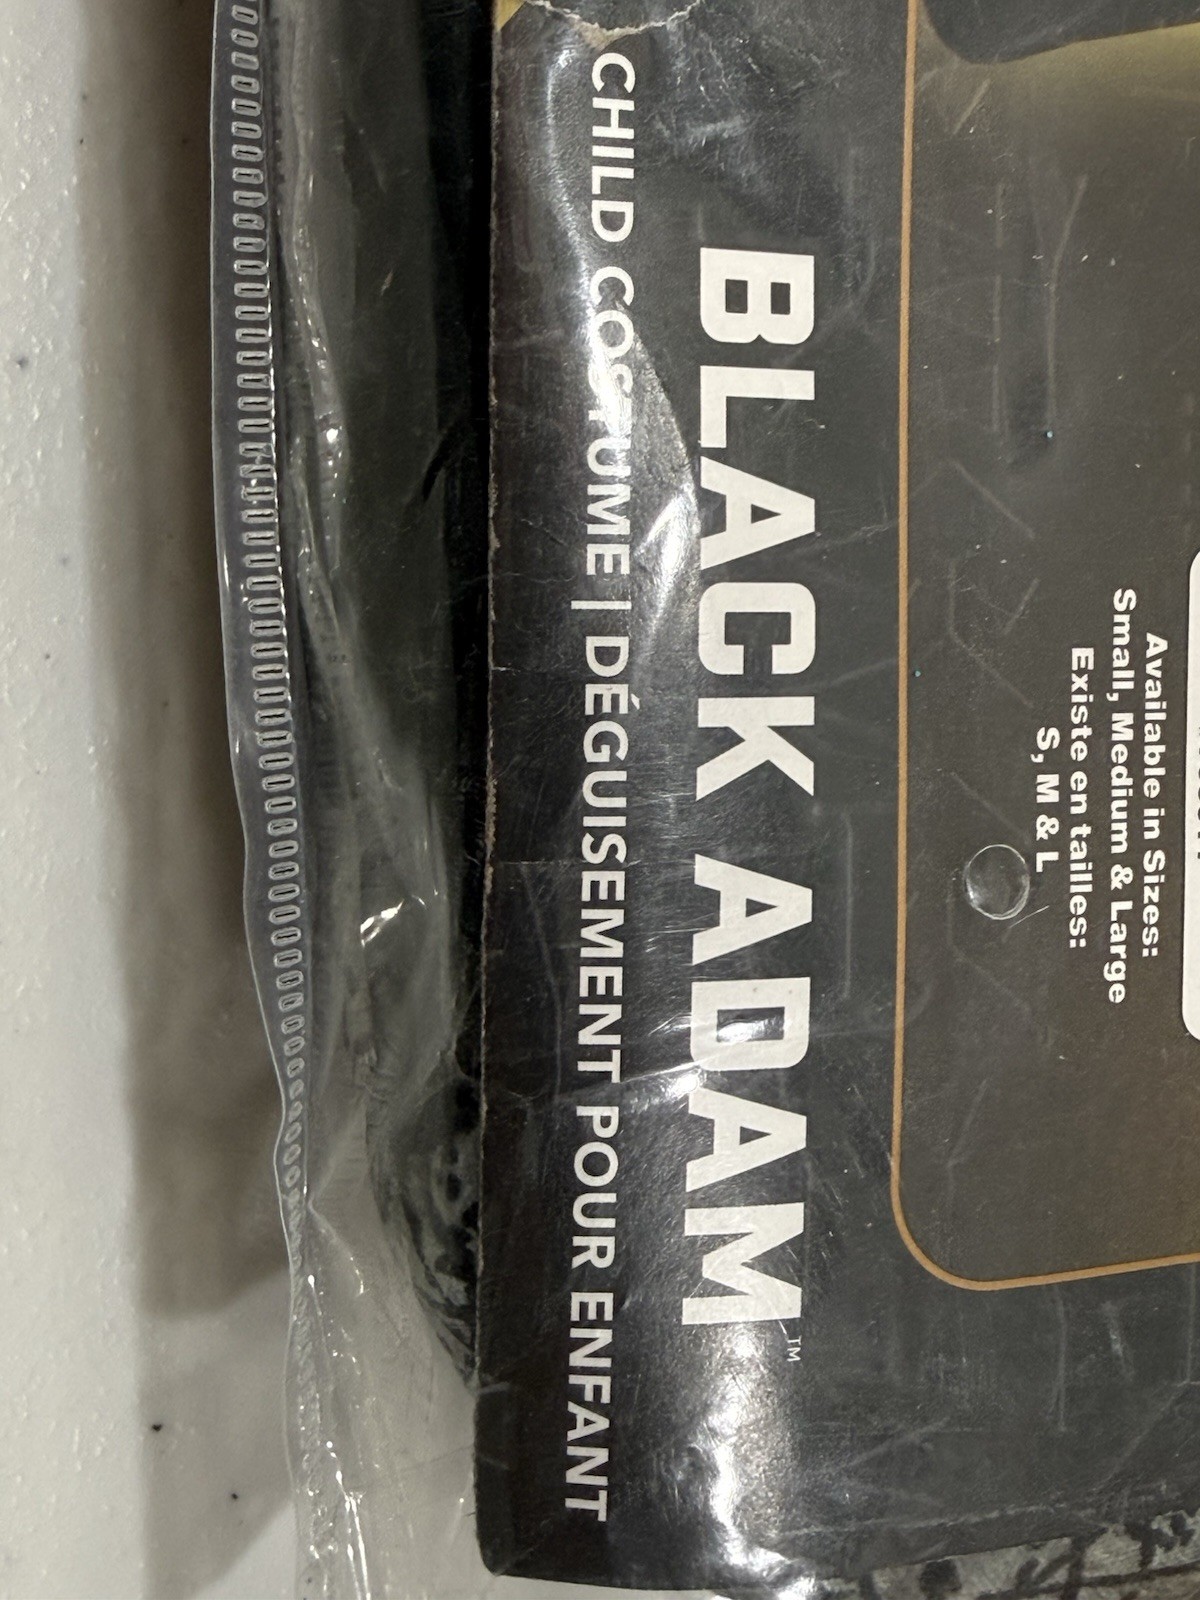 Available in Sizes:
Small, Medium & Large
Existe en tailles:
S, M & L
BLACK ADAM™
CHILD COSTUME | DÉGUISEMENT POUR ENFANT